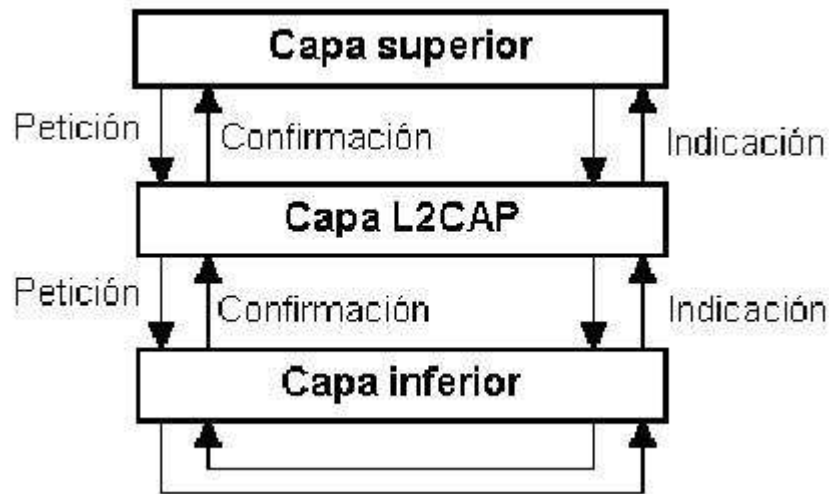 Capa superior
Petición
Confirmación
Indicación
Capa L2CAP
Petición
Confirmación
Indicación
Capa inferior